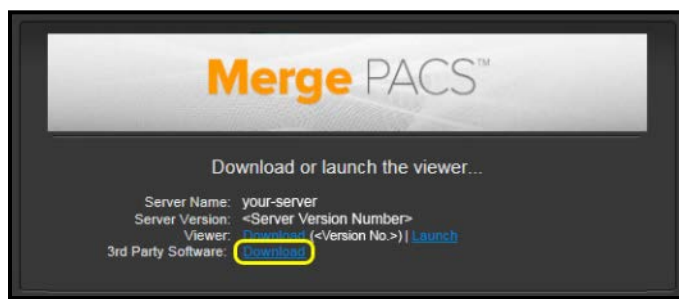 Merge PACS™
Download or launch the viewer...
Server Name: your-server
Server Version: <Server Version Number>
Viewer: Download (<Version No.>) | Launch
3rd Party Software: Download